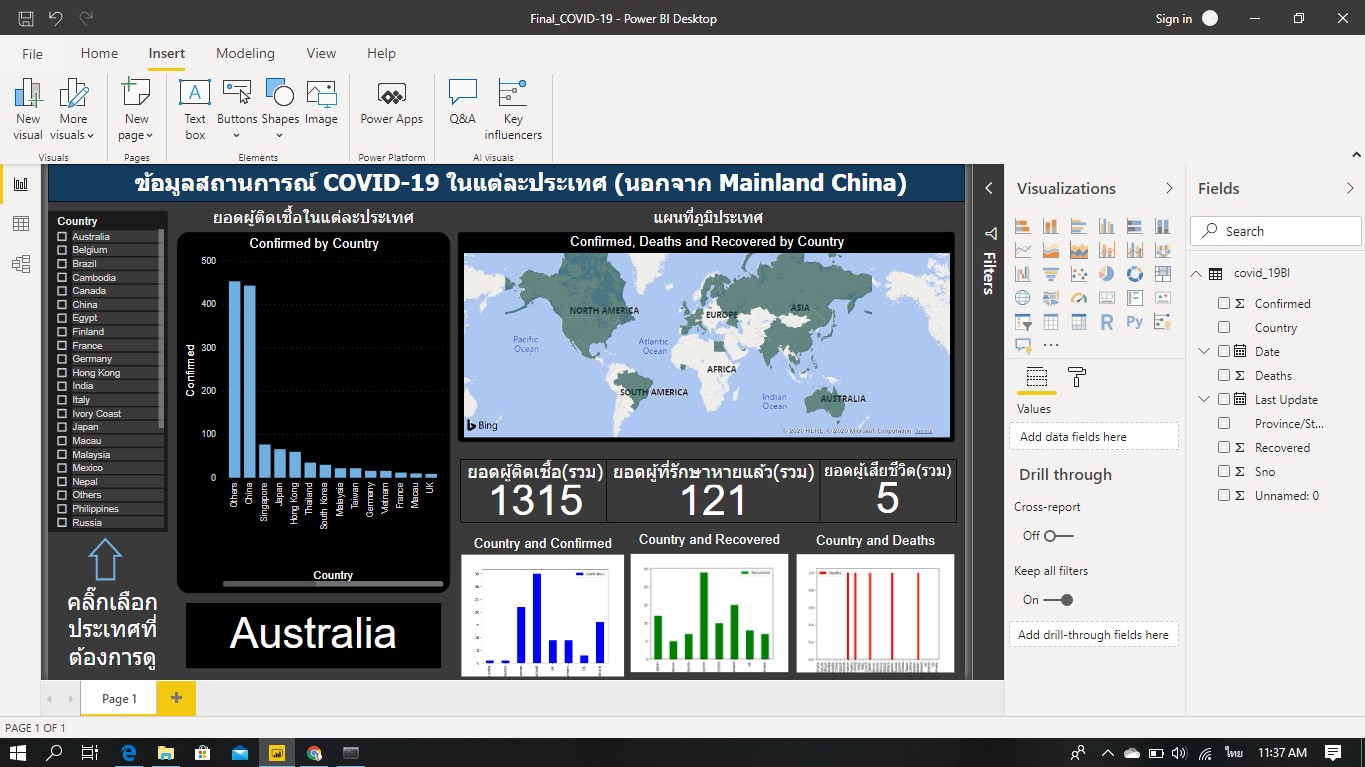 Final_COVID-19 - Power BI Desktop
Sign in
File
Home
Insert
Modeling
View
Help
New visual
More visuals
New page
Text box
Buttons
Shapes
Image
Power Apps
Q&A
Key influencers
Visuals
Pages
Elements
Power Platform
AI visuals
ข้อมูลสถานการณ์ COVID-19 ในแต่ละประเทศ (นอกจาก Mainland China)
Country
Australia
Belgium
Brazil
Cambodia
Canada
China
Egypt
Finland
France
Germany
Hong Kong
India
Italy
Ivory Coast
Japan
Macau
Malaysia
Mexico
Nepal
Others
Philippines
Russia
คลิ๊กเลือก
ประเทศที่
ต้องการดู
ยอดผู้ติดเชื้อในแต่ละประเทศ
Confirmed by Country
Confirmed
500
400
300
200
100
0
Others
China
Singapore
Japan
Hong Kong
Thailand
South Korea
Malaysia
Taiwan
Germany
Vietnam
France
Macau
UK
Country
Australia
แผนที่ภูมิประเทศ
Confirmed, Deaths and Recovered by Country
NORTH AMERICA
EUROPE
ASIA
Pacific
Ocean
Atlantic
Ocean
AFRICA
SOUTH AMERICA
Indian
Ocean
AUSTRALIA
Bing
© 2020 HERE, © 2020 Microsoft Corporation Terms
ยอดผู้ติดเชื้อ(รวม)
1315
ยอดผู้ที่รักษาหายแล้ว(รวม)
121
ยอดผู้เสียชีวิต(รวม)
5
Country and Confirmed
Confirmed
Country and Recovered
Recovered
Country and Deaths
Deaths
Filters
Visualizations
R
Py
123
Values
Add data fields here
Drill through
Cross-report
Off
Keep all filters
On
Add drill-through fields here
Fields
Search
covid_19BI
Confirmed
Country
Date
Deaths
Last Update
Province/St...
Recovered
Sno
Unnamed: 0
Page 1
PAGE 1 OF 1
ไทย
11:37 AM